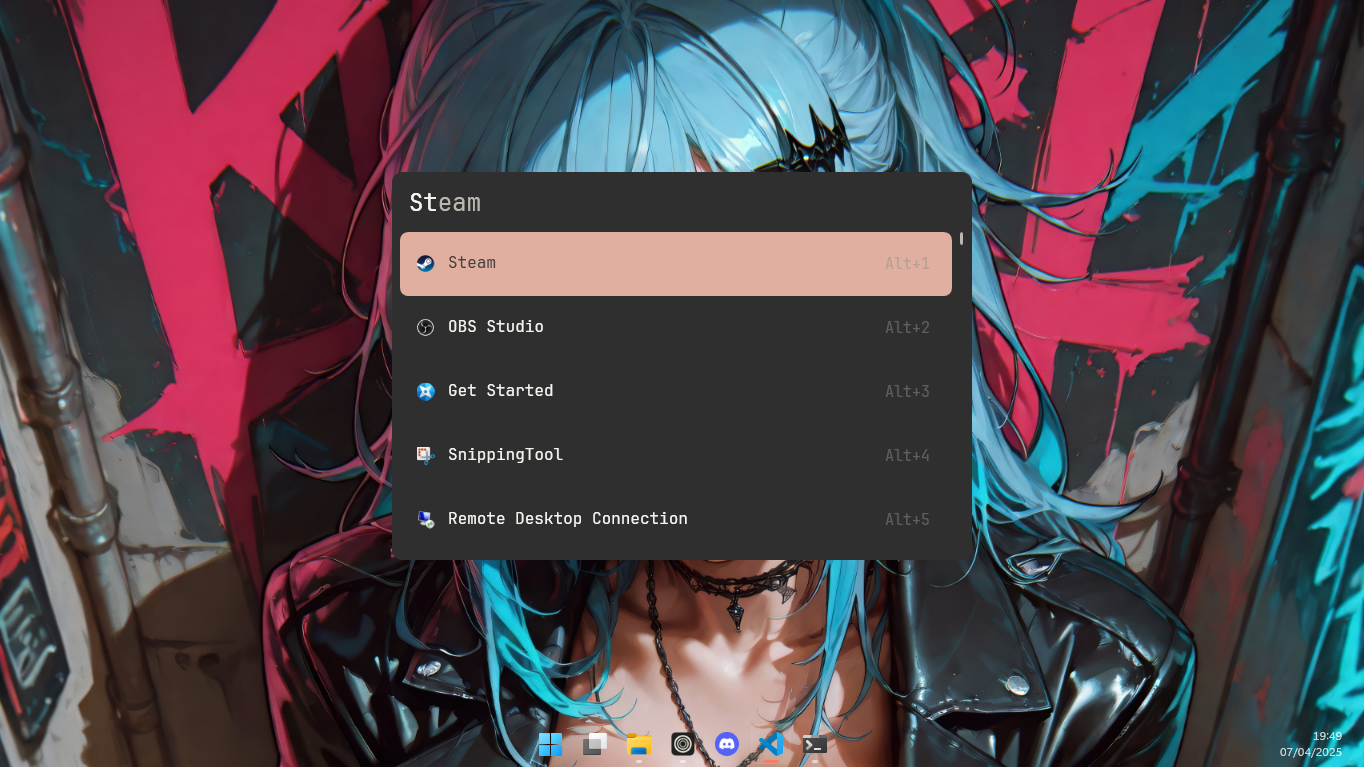 Steam
Steam Alt+1
OBS Studio Alt+2
Get Started Alt+3
SnippingTool Alt+4
Remote Desktop Connection Alt+5
19:49
07/04/2025